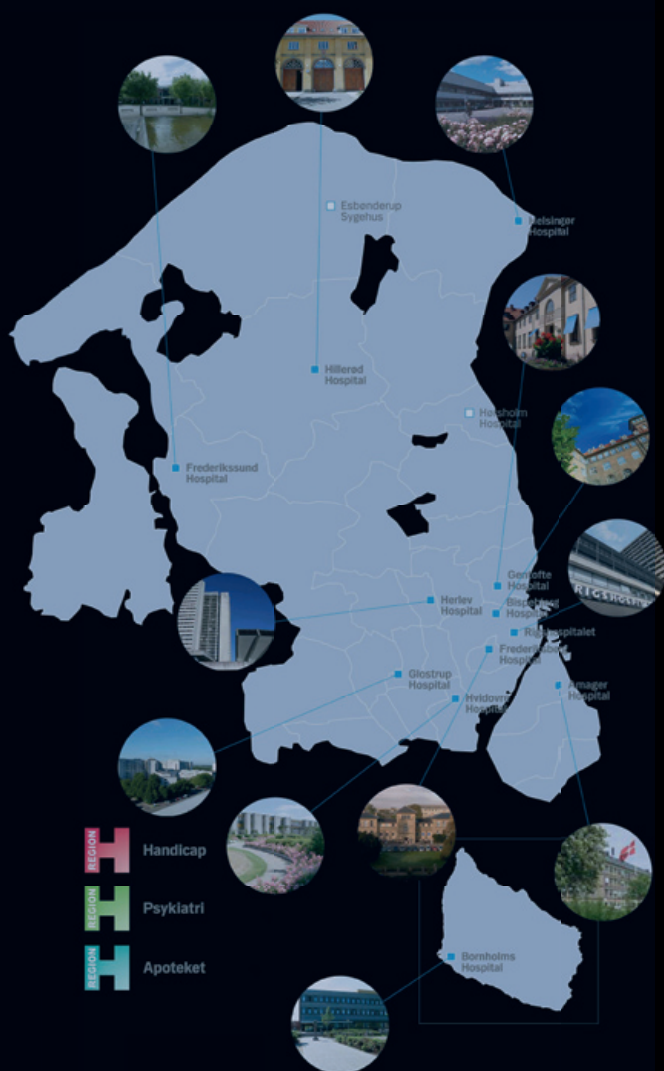 Esbønderup
Sygehus
Helsingør
Hospital
Hillerød
Hospital
Hørsholm
Hospital
Frederikssund
Hospital
Gentofte
Hospital
Herlev
Hospital
Bispebjerg
Hospital
Rigshospitalet
Frederiksberg
Hospital
Glostrup
Hospital
Hvidovre
Hospital
Amager
Hospital
REGION H Handicap
REGION H Psykiatri
REGION H Apoteket
Bornholms
Hospital